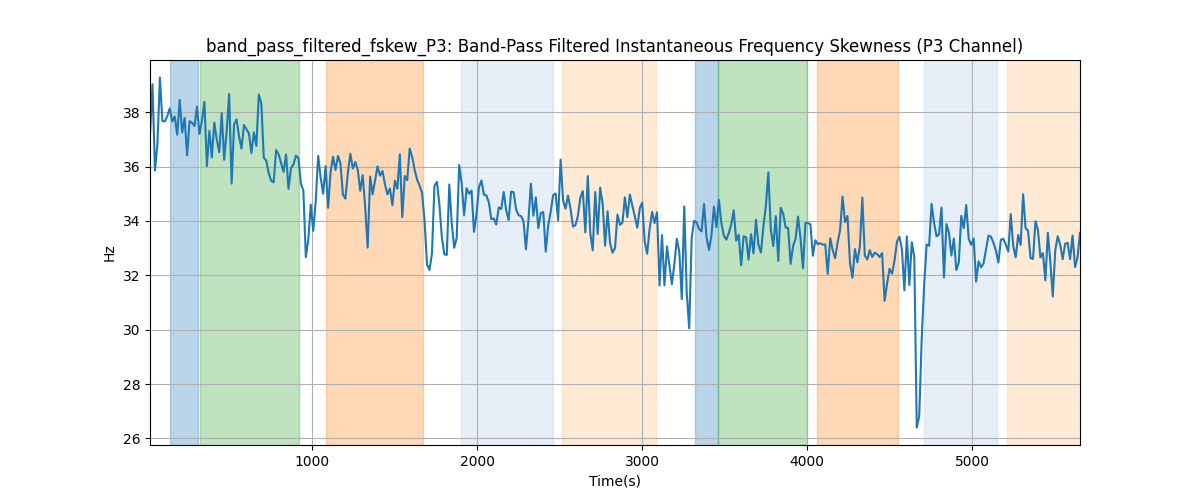 band_pass_filtered_fskew_P3: Band-Pass Filtered Instantaneous Frequency Skewness (P3 Channel)
Hz
38
36
34
32
30
28
26
1000 2000 3000 4000 5000
Time(s)